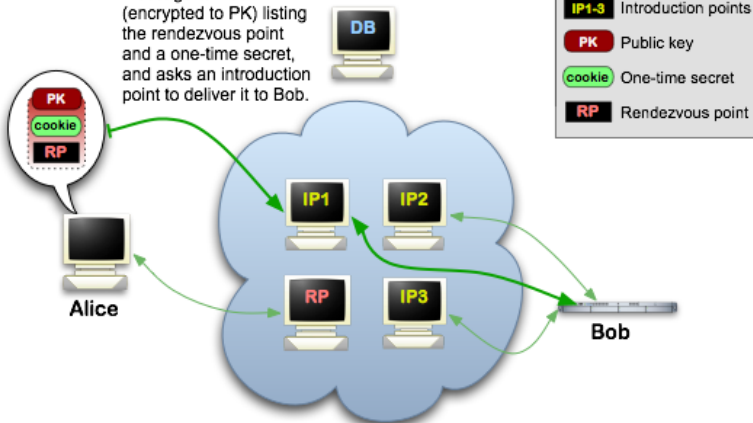 (encrypted to PK) listing
the rendezvous point
and a one-time secret,
and asks an introduction
point to deliver it to Bob.
DB
IP1-3 Introduction points
PK Public key
cookie One-time secret
RP Rendezvous point
PK
cookie
RP
IP1
IP2
RP
IP3
Alice
Bob